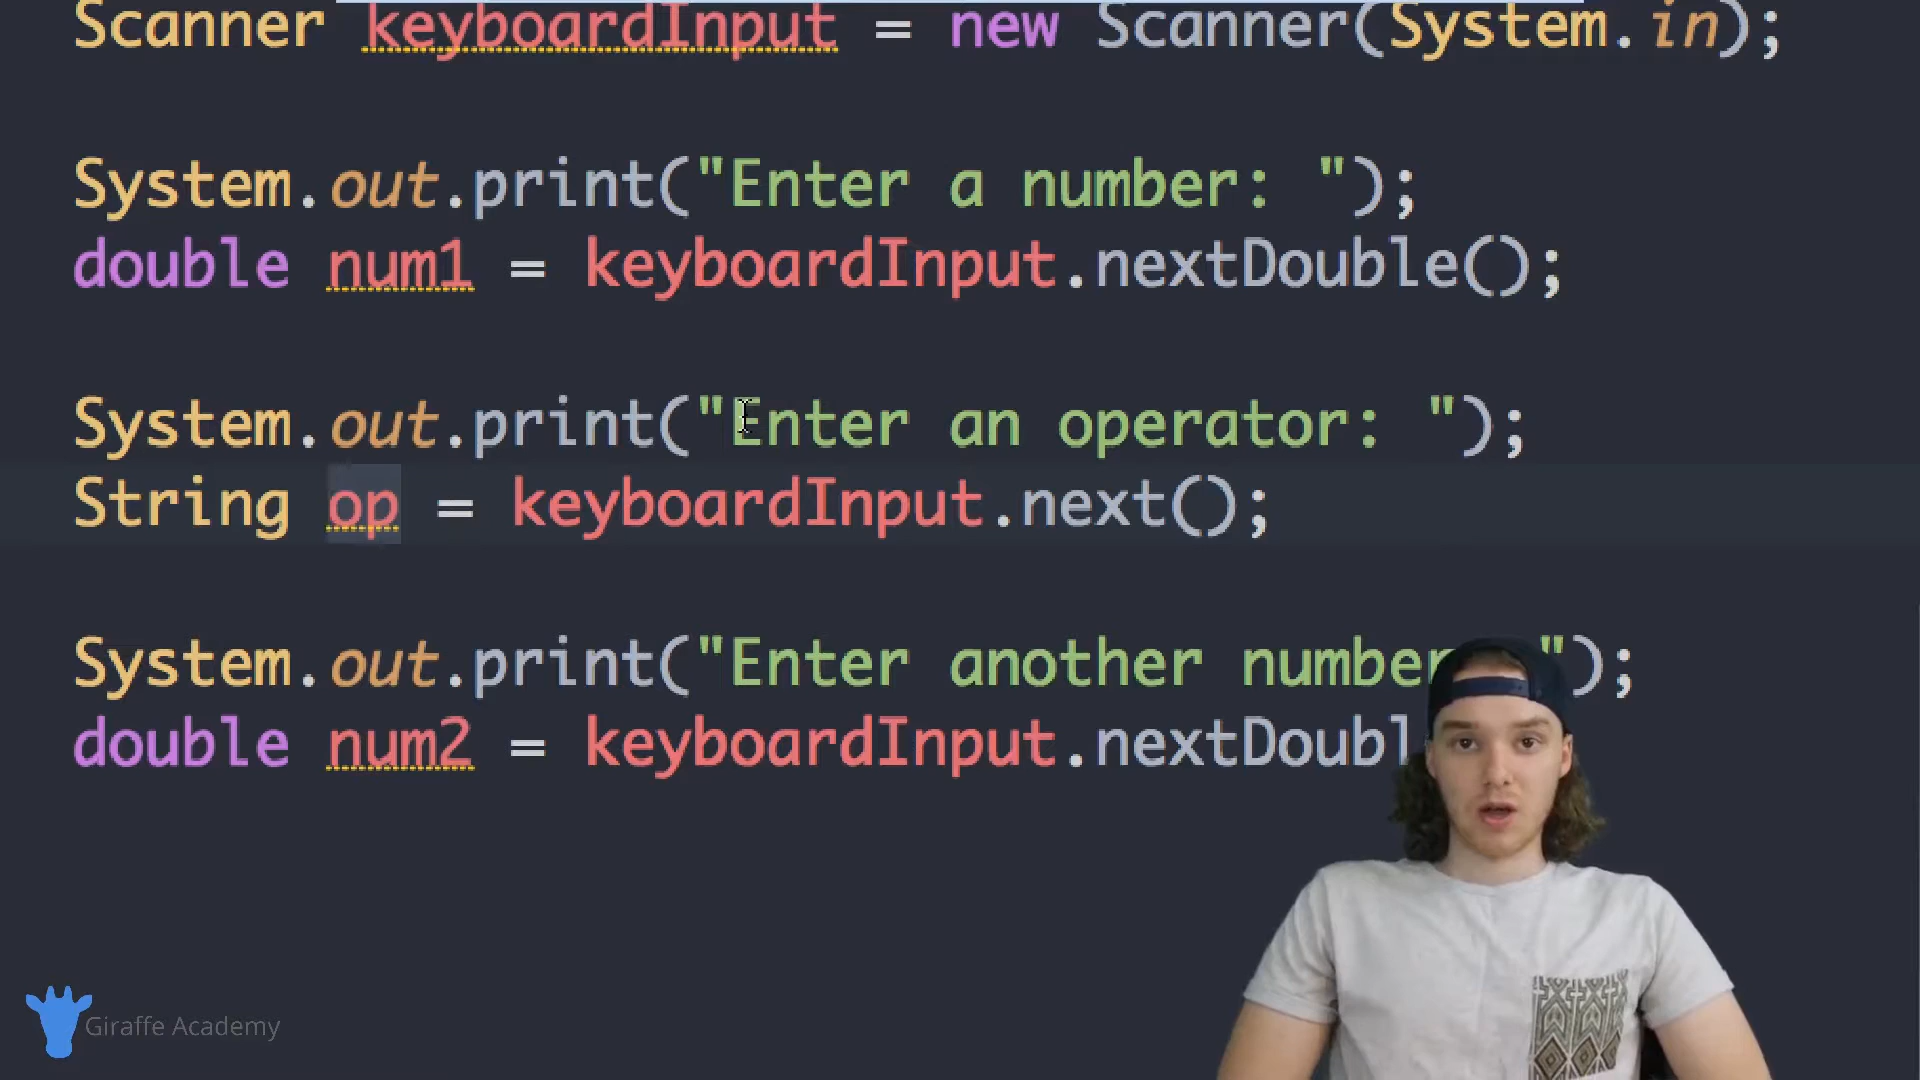 Scanner keyboardInput = new Scanner(System.in);
System.out.print("Enter a number: ");
double num1 = keyboardInput.nextDouble();
System.out.print("Enter an operator: ");
String op = keyboardInput.next();
System.out.print("Enter another number ");
double num2 = keyboardInput.nextDoubl
Giraffe Academy